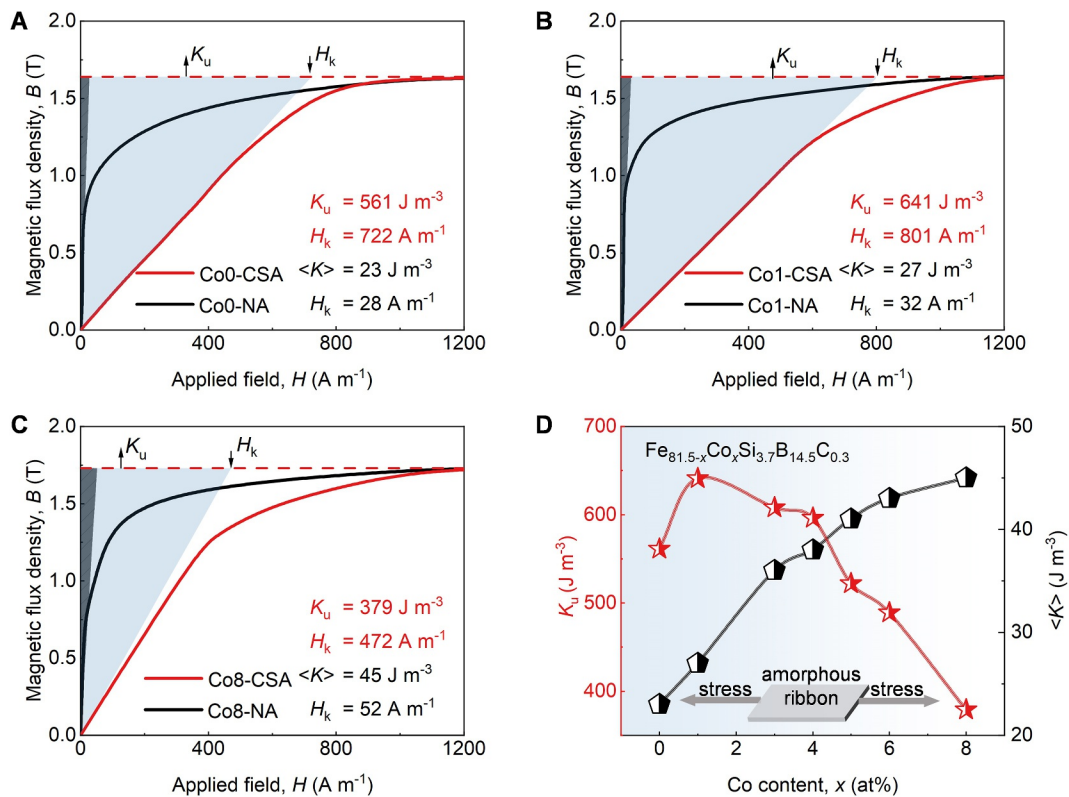 A
2.0
1.5
1.0
0.5
0.0
Magnetic flux density, B (T)
Ku
Hk
Ku = 561 J m-3
Hk = 722 A m-1
Co0-CSA <K> = 23 J m-3
Co0-NA Hk = 28 A m-1
0 400 800 1200
Applied field, H (A m-1)
B
2.0
1.5
1.0
0.5
0.0
Magnetic flux density, B (T)
Ku
Hk
Ku = 641 J m-3
Hk = 801 A m-1
Co1-CSA <K> = 27 J m-3
Co1-NA Hk = 32 A m-1
0 400 800 1200
Applied field, H (A m-1)
C
2.0
1.5
1.0
0.5
0.0
Magnetic flux density, B (T)
Ku
Hk
Ku = 379 J m-3
Hk = 472 A m-1
Co8-CSA <K> = 45 J m-3
Co8-NA Hk = 52 A m-1
0 400 800 1200
Applied field, H (A m-1)
D
700
600
500
400
Ku (J m-3)
Fe81.5-xCoxSi3.7B14.5C0.3
50
40
30
20
<K> (J m-3)
stress
amorphous
ribbon
stress
0 2 4 6 8
Co content, x (at%)